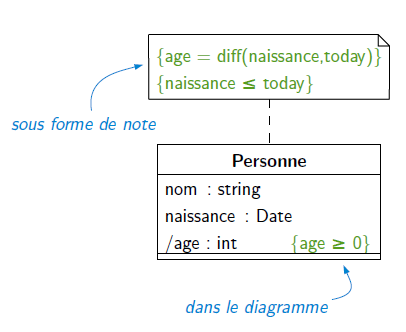 {age = diff(naissance,today)}
{naissance ≤ today}
sous forme de note
Personne
nom : string
naissance : Date
/age : int {age ≥ 0}
dans le diagramme